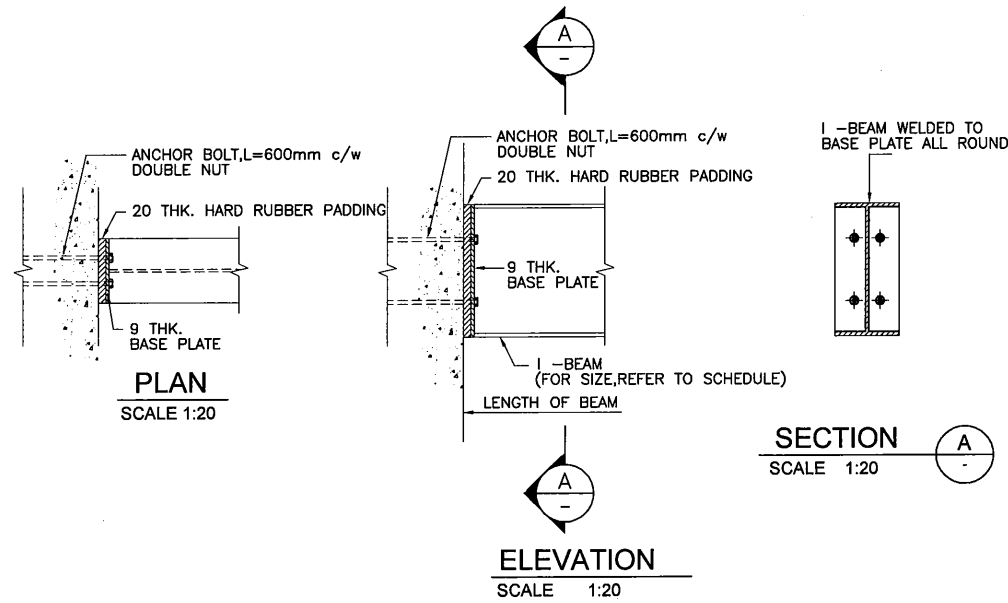 ANCHOR BOLT,L=600mm c/w
DOUBLE NUT
20 THK. HARD RUBBER PADDING
9 THK.
BASE PLATE
PLAN
SCALE 1:20
A
-
ANCHOR BOLT,L=600mm c/w
DOUBLE NUT
20 THK. HARD RUBBER PADDING
9 THK.
BASE PLATE
I -BEAM
(FOR SIZE,REFER TO SCHEDULE)
LENGTH OF BEAM
A
-
ELEVATION
SCALE 1:20
I -BEAM WELDED TO
BASE PLATE ALL ROUND
SECTION
SCALE 1:20
A
-